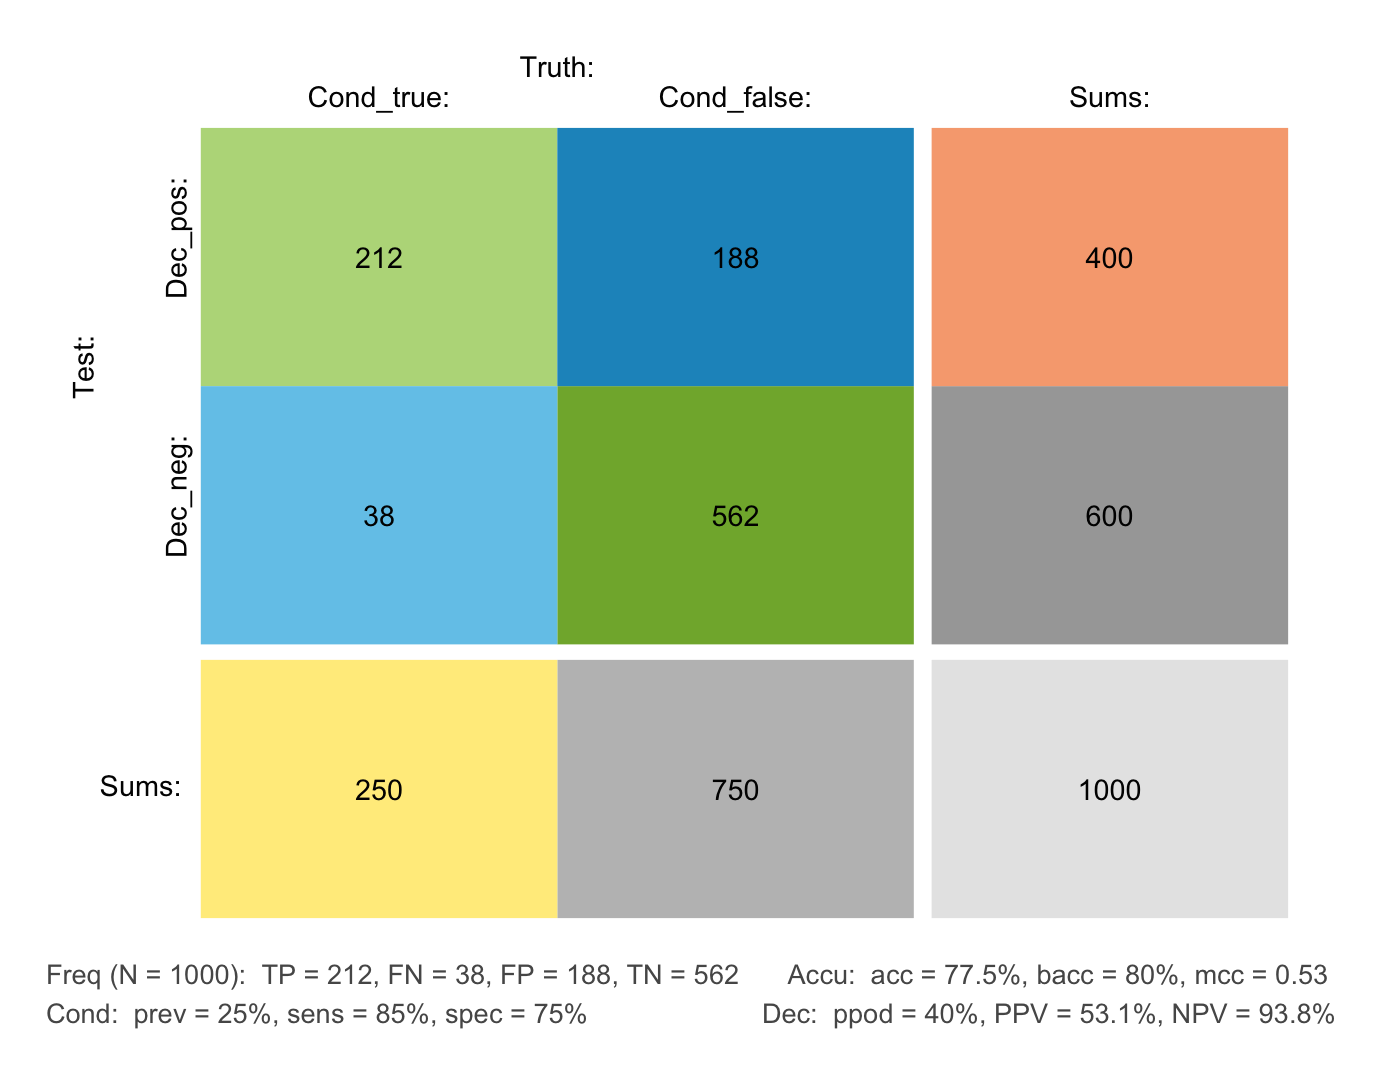 Truth:
Cond_true: Cond_false: Sums:
Test:
Dec_pos:
212 188 400
Dec_neg:
38 562 600
Sums:
250 750 1000
Freq (N = 1000): TP = 212, FN = 38, FP = 188, TN = 562
Accu: acc = 77.5%, bacc = 80%, mcc = 0.53
Cond: prev = 25%, sens = 85%, spec = 75%
Dec: ppod = 40%, PPV = 53.1%, NPV = 93.8%